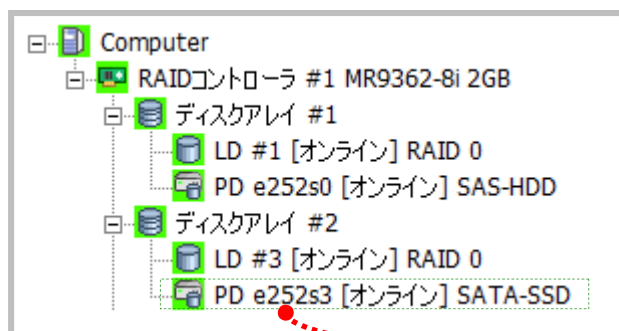 Computer
RAIDコントローラ #1 MR9362-8i 2GB
ディスクアレイ #1
LD #1 [オンライン] RAID 0
PD e252s0 [オンライン] SAS-HDD
ディスクアレイ #2
LD #3 [オンライン] RAID 0
PD e252s3 [オンライン] SATA-SSD